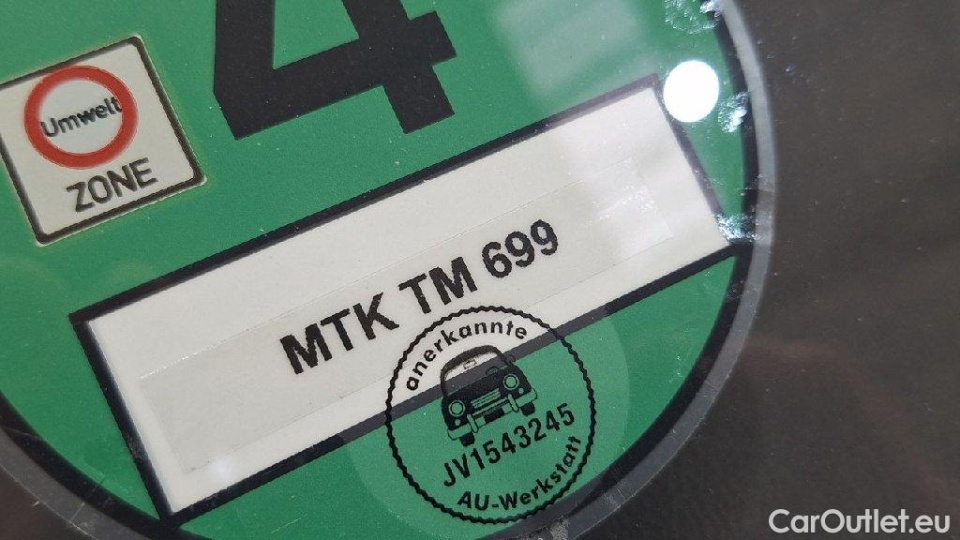 4
Umwelt
ZONE
MTK TM 699
anerkannte
JV1543245
AU-Werkstatt
CarOutlet.eu